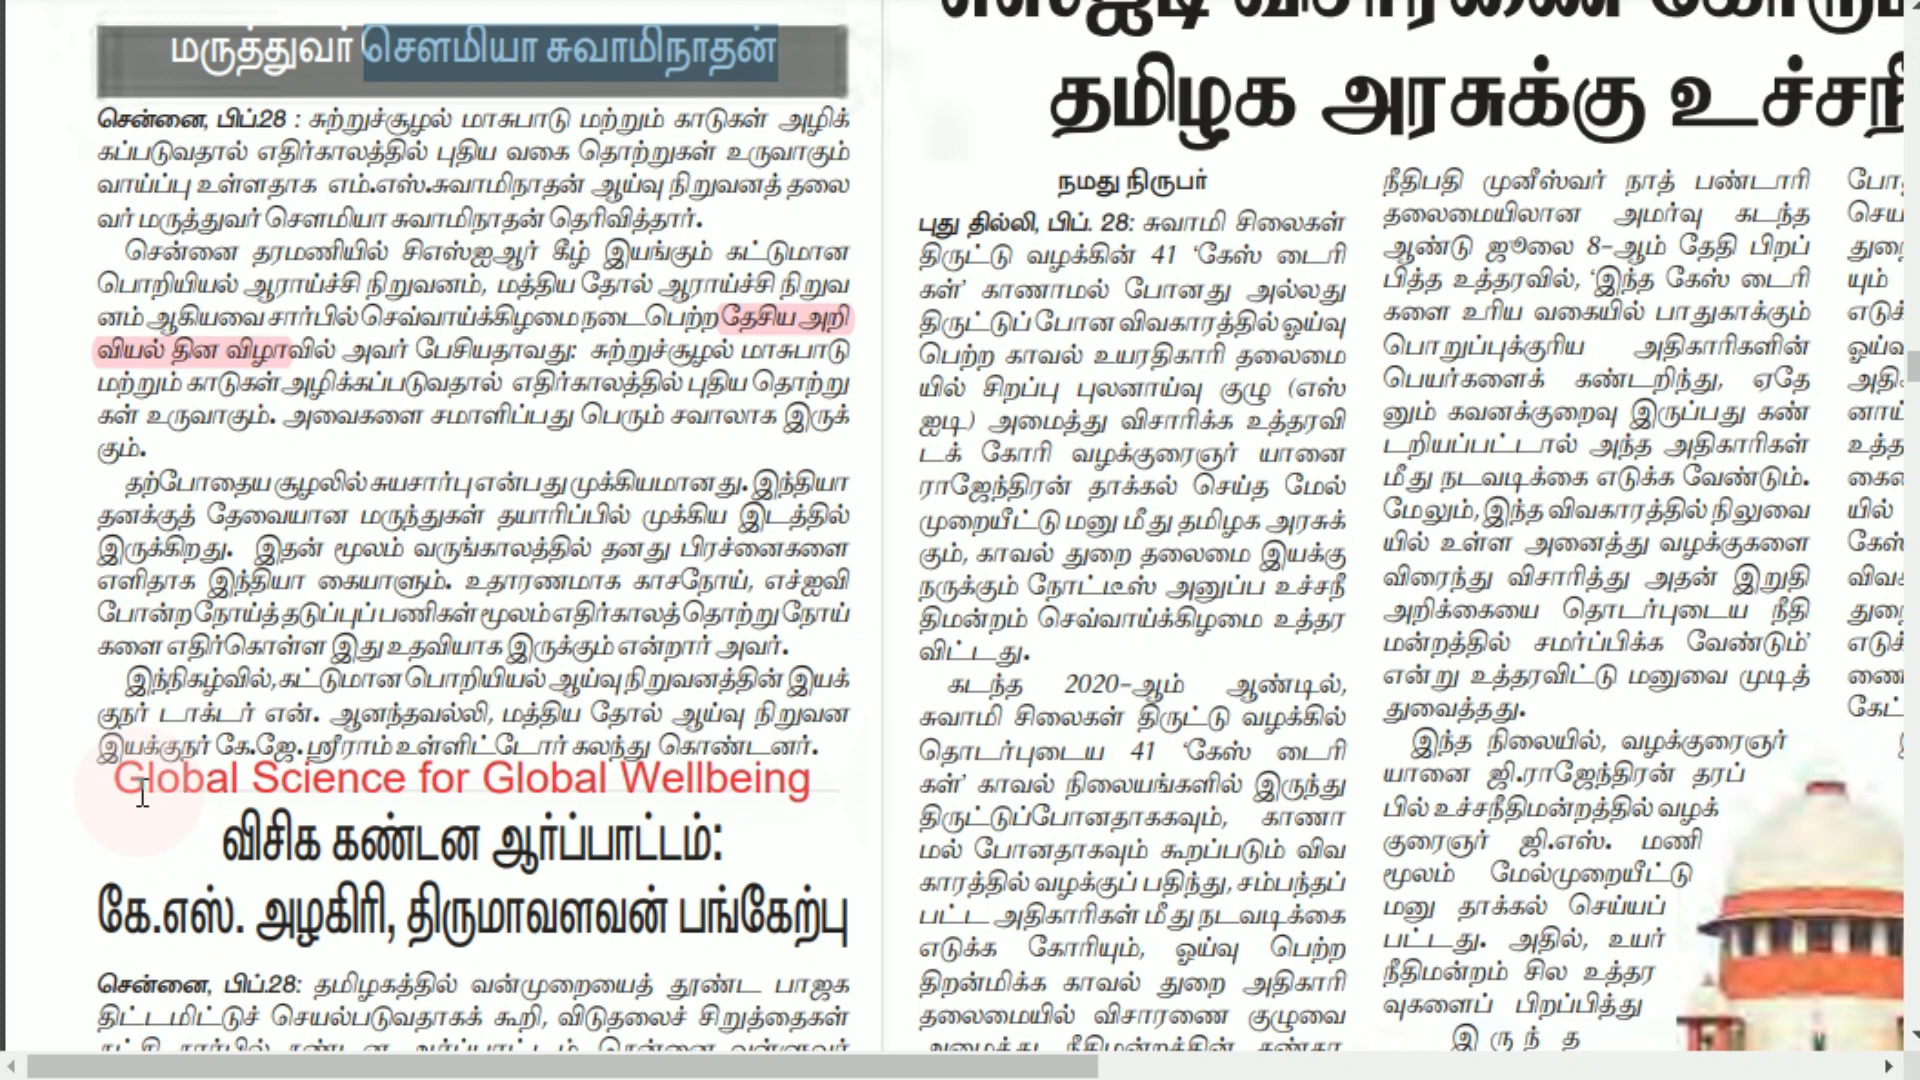 மருத்துவர் சௌமியா சுவாமிநாதன்
சென்னை, பிப்.28 : சுற்றுச்சூழல் மாசுபாடு மற்றும் காடுகள் அழிக்
கப்படுவதால் எதிர்காலத்தில் புதிய வகை தொற்றுகள் உருவாகும்
வாய்ப்பு உள்ளதாக எம்.எஸ்.சுவாமிநாதன் ஆய்வு நிறுவனத் தலை
வர் மருத்துவர் சௌமியா சுவாமிநாதன் தெரிவித்தார்.
சென்னை தரமணியில் சிஎஸ்ஐஆர் கீழ் இயங்கும் கட்டுமான
பொறியியல் ஆராய்ச்சி நிறுவனம், மத்திய தோல் ஆராய்ச்சி நிறுவ
னம் ஆகியவை சார்பில் செவ்வாய்க்கிழமை நடைபெற்ற தேசிய அறி
வியல் தின விழாவில் அவர் பேசியதாவது: சுற்றுச்சூழல் மாசுபாடு
மற்றும் காடுகள் அழிக்கப்படுவதால் எதிர்காலத்தில் புதிய தொற்று
கள் உருவாகும். அவைகளை சமாளிப்பது பெரும் சவாலாக இருக்
கும்.
தற்போதைய சூழலில் சுயசார்பு என்பது முக்கியமானது. இந்தியா
தனக்குத் தேவையான மருந்துகள் தயாரிப்பில் முக்கிய இடத்தில்
இருக்கிறது. இதன் மூலம் வருங்காலத்தில் தனது பிரச்னைகளை
எளிதாக இந்தியா கையாளும். உதாரணமாக காசநோய், எச்ஐவி
போன்ற நோய்த் தடுப்புப் பணிகள் மூலம் எதிர்காலத் தொற்று நோய்
களை எதிர்கொள்ள இது உதவியாக இருக்கும் என்றார் அவர்.
இந்நிகழ்வில், கட்டுமான பொறியியல் ஆய்வு நிறுவனத்தின் இயக்
குநர் டாக்டர் என். ஆனந்தவல்லி, மத்திய தோல் ஆய்வு நிறுவன
இயக்குநர் கே.ஜே.ஸ்ரீராம் உள்ளிட்டோர் கலந்து கொண்டனர்.
Global Science for Global Wellbeing
விசிக கண்டன ஆர்ப்பாட்டம்:
கே.எஸ். அழகிரி, திருமாவளவன் பங்கேற்பு
சென்னை, பிப்.28: தமிழகத்தில் வன்முறையைத் தூண்ட பாஜக
திட்டமிட்டுச் செயல்படுவதாகக் கூறி, விடுதலைச் சிறுத்தைகள்
தமிழக அரசுக்கு
நமது நிருபர்
புது தில்லி, பிப். 28: சுவாமி சிலைகள்
திருட்டு வழக்கின் 41 'கேஸ் டைரி
கள்' காணாமல் போனது அல்லது
திருட்டுப்போன விவகாரத்தில் ஓய்வு
பெற்ற காவல் உயரதிகாரி தலைமை
யில் சிறப்பு புலனாய்வு குழு (எஸ்
ஐடி) அமைத்து விசாரிக்க உத்தரவி
டக் கோரி வழக்குரைஞர் யானை
ராஜேந்திரன் தாக்கல் செய்த மேல்
முறையீட்டு மனு மீது தமிழக அரசுக்
கும், காவல் துறை தலைமை இயக்கு
நருக்கும் நோட்டீஸ் அனுப்ப உச்சநீ
திமன்றம் செவ்வாய்க்கிழமை உத்தர
விட்டது.
கடந்த 2020-ஆம் ஆண்டில்,
சுவாமி சிலைகள் திருட்டு வழக்கில்
தொடர்புடைய 41 'கேஸ் டைரி
கள்' காவல் நிலையங்களில் இருந்து
திருட்டுப்போனதாககவும், காணா
மல் போனதாகவும் கூறப்படும் விவ
காரத்தில் வழக்குப் பதிந்து, சம்பந்தப்
பட்ட அதிகாரிகள் மீது நடவடிக்கை
எடுக்க கோரியும், ஓய்வு பெற்ற
திறன்மிக்க காவல் துறை அதிகாரி
தலைமையில் விசாரணை குழுவை
நீதிபதி முனீஸ்வர் நாத் பண்டாரி
தலைமையிலான அமர்வு கடந்த
ஆண்டு ஜூலை 8-ஆம் தேதி பிறப்
பித்த உத்தரவில், 'இந்த கேஸ் டைரி
களை உரிய வகையில் பாதுகாக்கும்
பொறுப்புக்குரிய அதிகாரிகளின்
பெயர்களைக் கண்டறிந்து, ஏதே
னும் கவனக்குறைவு இருப்பது கண்
டறியப்பட்டால் அந்த அதிகாரிகள்
மீது நடவடிக்கை எடுக்க வேண்டும்.
மேலும், இந்த விவகாரத்தில் நிலுவை
யில் உள்ள அனைத்து வழக்குகளை
விரைந்து விசாரித்து அதன் இறுதி
அறிக்கையை தொடர்புடைய நீதி
மன்றத்தில் சமர்ப்பிக்க வேண்டும்'
என்று உத்தரவிட்டு மனுவை முடித்
துவைத்தது.
இந்த நிலையில், வழக்குரைஞர்
யானை ஜி.ராஜேந்திரன் தரப்
பில் உச்சநீதிமன்றத்தில் வழக்
குரைஞர் ஜி.எஸ். மணி
மூலம் மேல்முறையீட்டு
மனு தாக்கல் செய்யப்
பட்டது. அதில், உயர்
நீதிமன்றம் சில உத்தர
வுகளைப் பிறப்பித்து
இருந்த